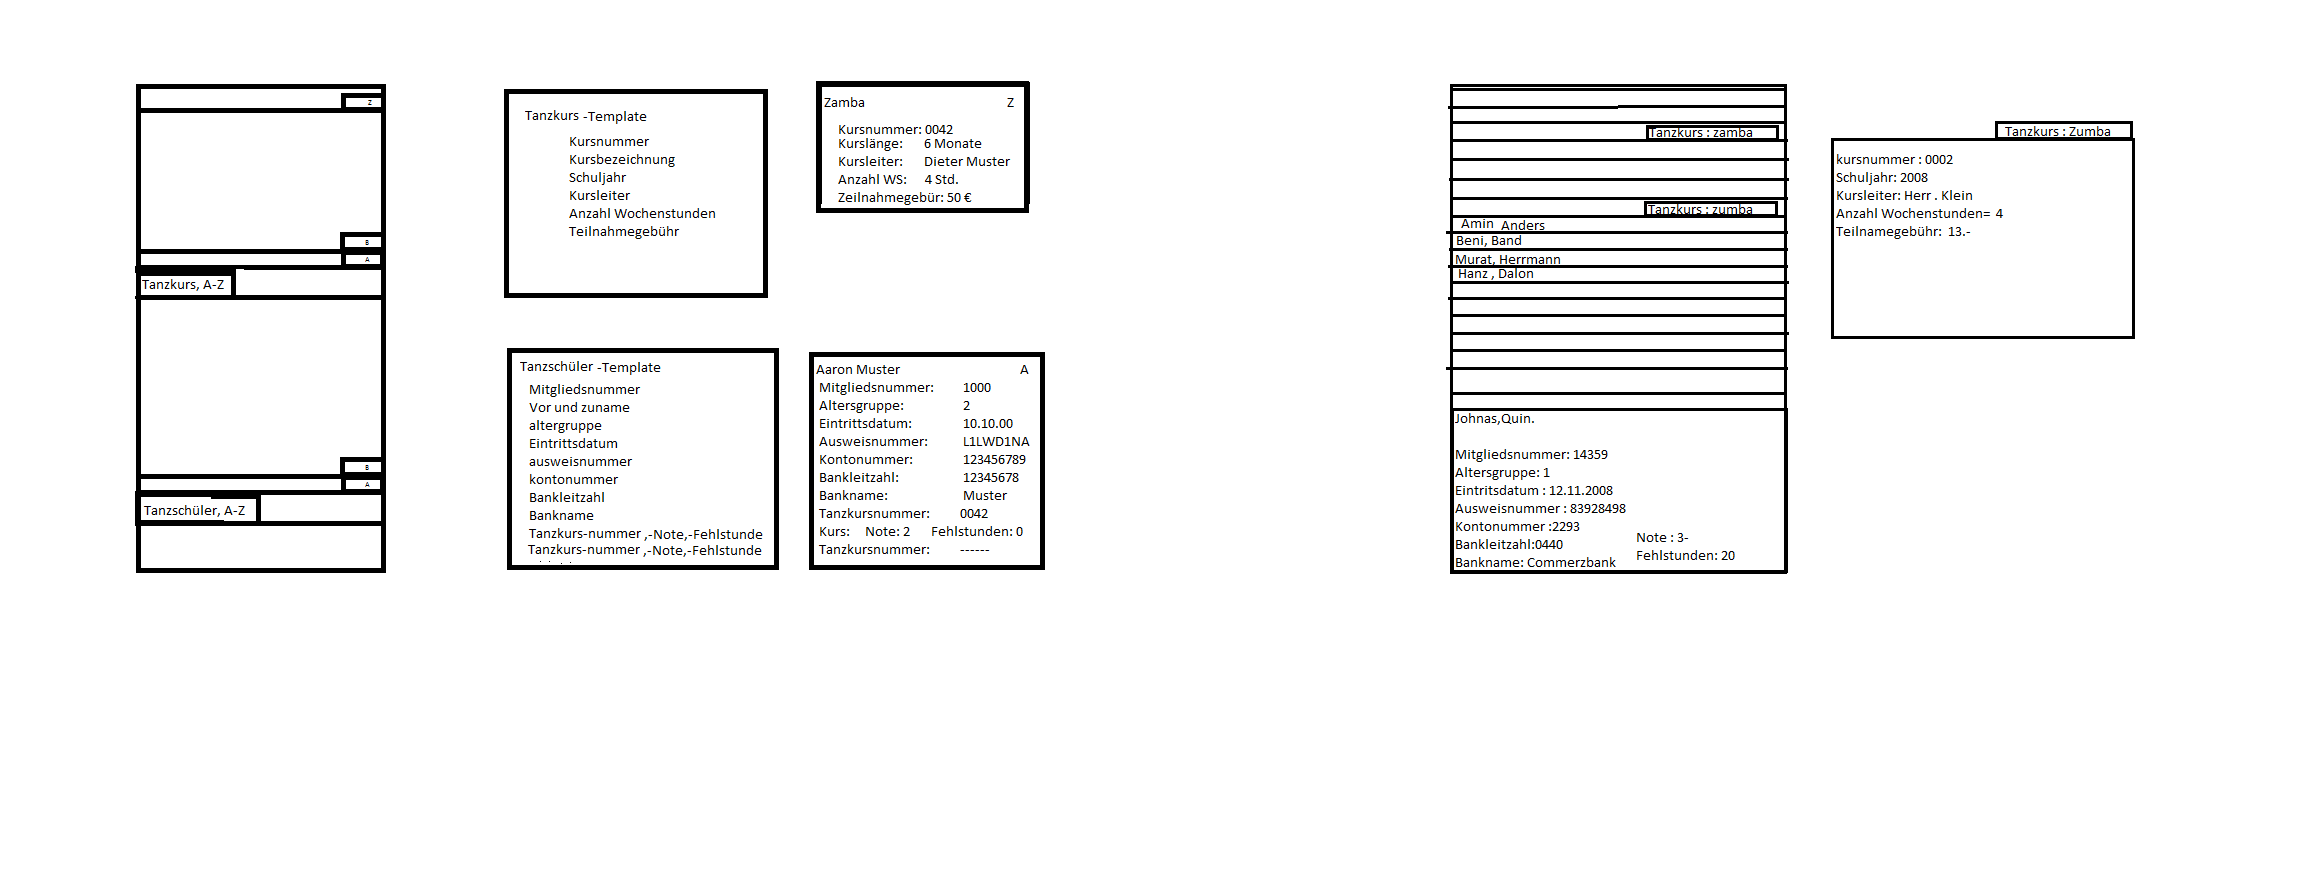 Z
B
A
Tanzkurs, A-Z
B
A
Tanzschüler, A-Z
Tanzkurs -Template
Kursnummer
Kursbezeichnung
Schuljahr
Kursleiter
Anzahl Wochenstunden
Teilnahmegebühr
Zamba Z
Kursnummer: 0042
Kurslänge: 6 Monate
Kursleiter: Dieter Muster
Anzahl WS: 4 Std.
Zeilnahmegebür: 50 €
Tanzschüler -Template
Mitgliedsnummer
Vor und zuname
altergruppe
Eintrittsdatum
ausweisnummer
kontonummer
Bankleitzahl
Bankname
Tanzkurs-nummer ,-Note,-Fehlstunde
Tanzkurs-nummer ,-Note,-Fehlstunde
Aaron Muster A
Mitgliedsnummer: 1000
Altersgruppe: 2
Eintrittsdatum: 10.10.00
Ausweisnummer: L1LWD1NA
Kontonummer: 123456789
Bankleitzahl: 12345678
Bankname: Muster
Tanzkursnummer: 0042
Kurs: Note: 2 Fehlstunden: 0
Tanzkursnummer: ------
Tanzkurs : zamba
Tanzkurs : zumba
Amin Anders
Beni, Band
Murat, Herrmann
Hanz , Dalon
Johnas,Quin.
Mitgliedsnummer: 14359
Altersgruppe: 1
Eintritsdatum : 12.11.2008
Ausweisnummer : 83928498
Kontonummer :2293
Bankleitzahl:0440
Bankname: Commerzbank
Note : 3-
Fehlstunden: 20
Tanzkurs : Zumba
kursnummer : 0002
Schuljahr: 2008
Kursleiter: Herr . Klein
Anzahl Wochenstunden= 4
Teilnamegebühr: 13.-